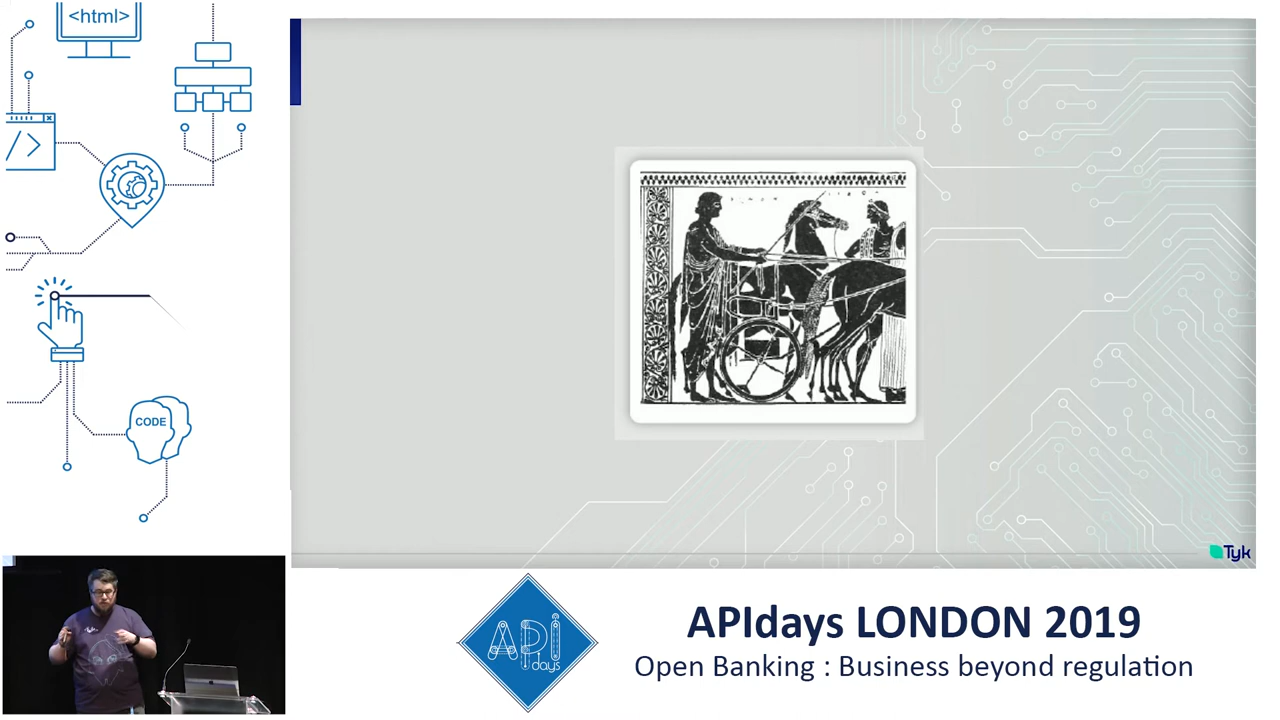 <html>
</>
CODE
Tyk
API
days
APIdays LONDON 2019
Open Banking : Business beyond regulation